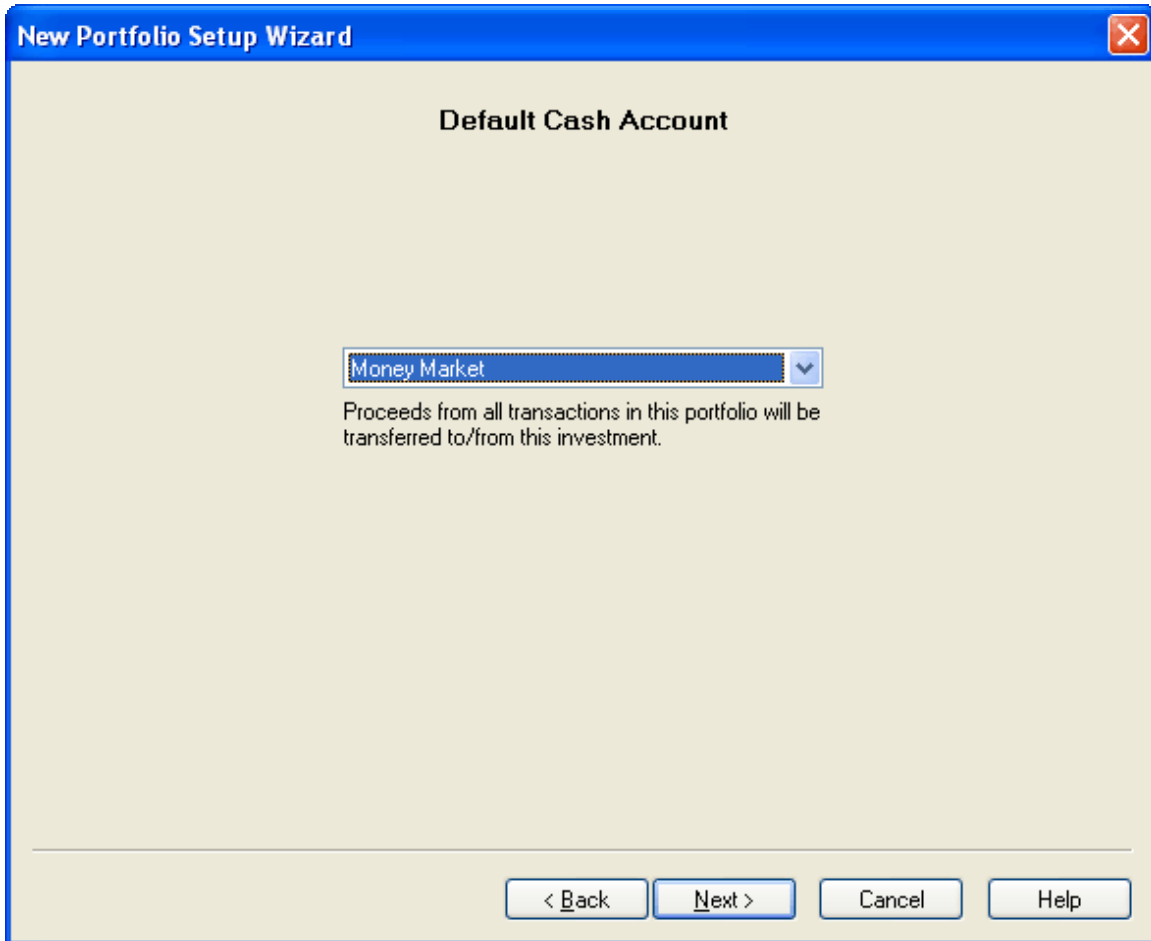 New Portfolio Setup Wizard
Default Cash Account
Money Market
Proceeds from all transactions in this portfolio will be
transferred to/from this investment.
< Back Next > Cancel Help